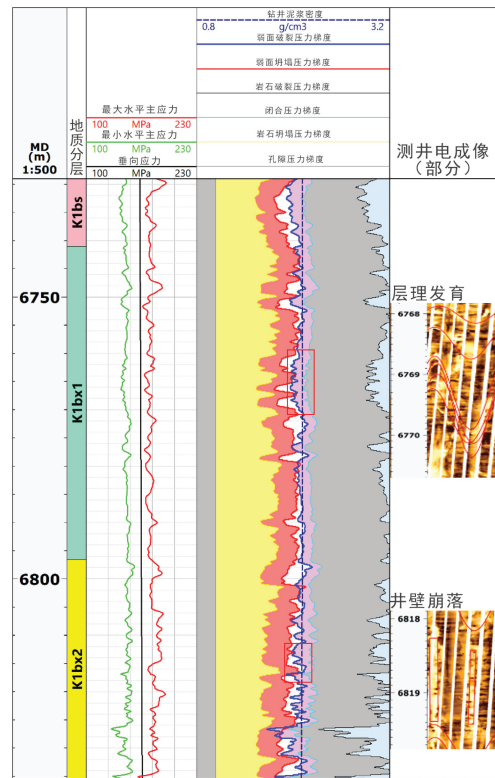 MD
(m)
1:500
地质分层
最大水平主应力
100 MPa 230
最小水平主应力
100 MPa 230
垂向应力
100 MPa 230
钻井泥浆密度
0.8 g/cm3 3.2
弱面破裂压力梯度
弱面坍塌压力梯度
岩石破裂压力梯度
闭合压力梯度
岩石坍塌压力梯度
孔隙压力梯度
测井电成像
(部分)
K1bs
6750
K1bx1
6800
K1bx2
层理发育
6768
6769
6770
井壁崩落
6818
6819